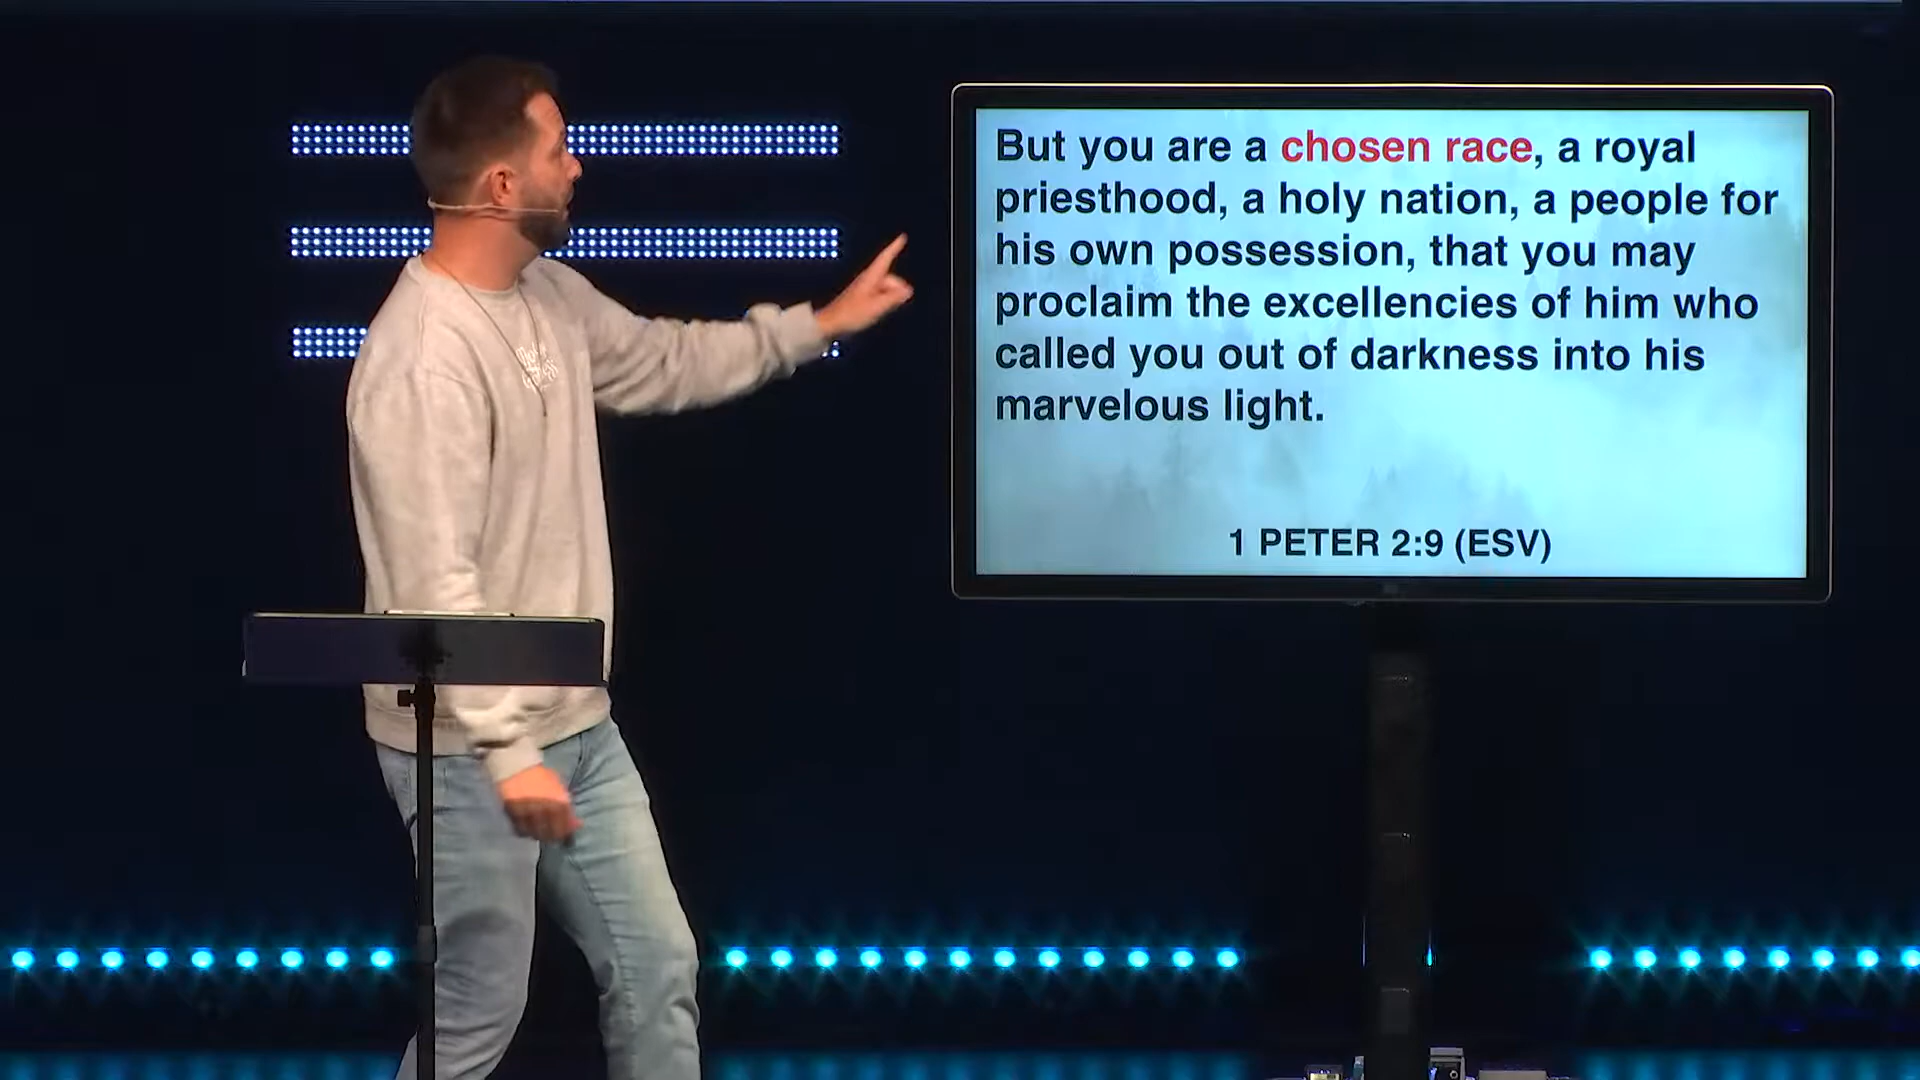 But you are a chosen race, a royal
priesthood, a holy nation, a people for
his own possession, that you may
proclaim the excellencies of him who
called you out of darkness into his
marvelous light.
1 PETER 2:9 (ESV)